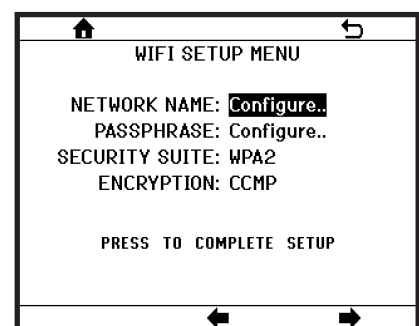 WIFI SETUP MENU
NETWORK NAME: Configure..
PASSPHRASE: Configure..
SECURITY SUITE: WPA2
ENCRYPTION: CCMP
PRESS TO COMPLETE SETUP